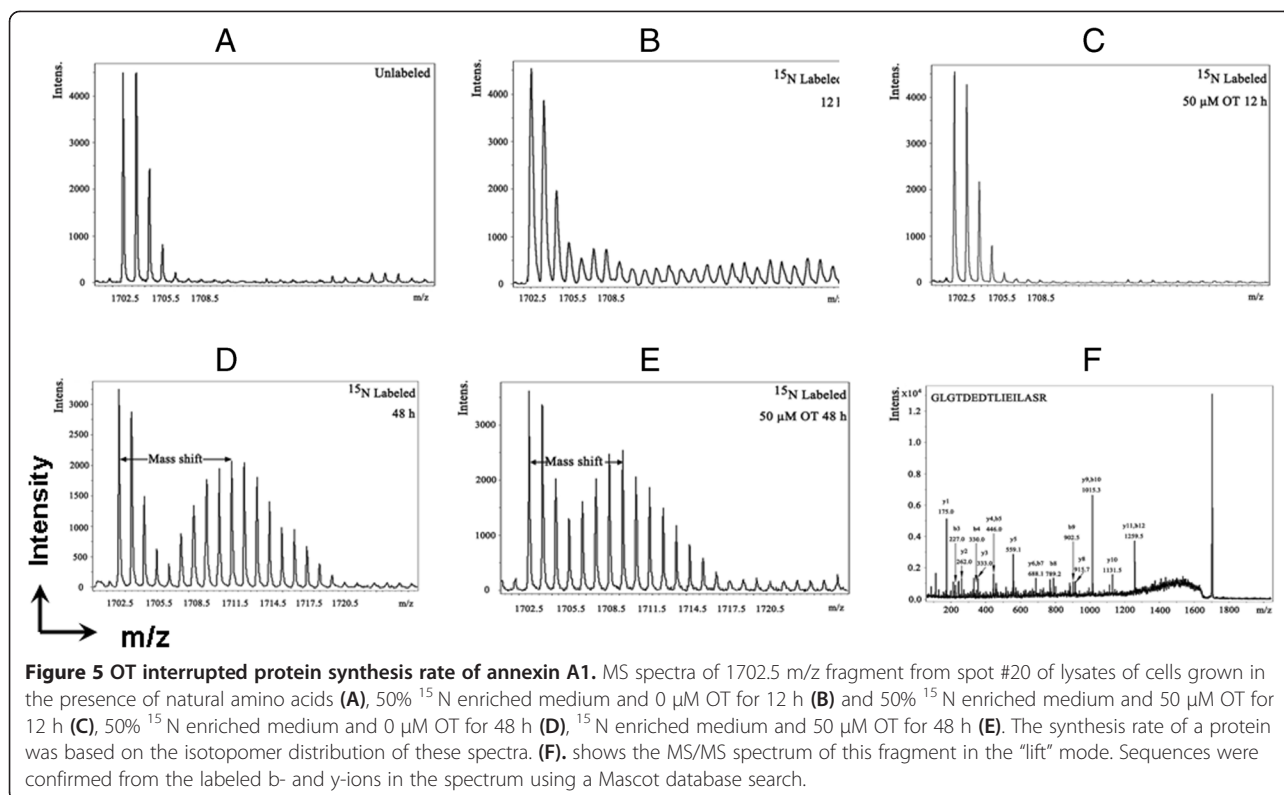 A
B
C
Intens.
Unlabeled
4000
3000
2000
1000
0
1702.5 1705.5 1708.5 m/z
Intens.
15N Labeled
12 h
4000
3000
2000
1000
0
1702.5 1705.5 1708.5 m/z
Intens.
15N Labeled
50 µM OT 12 h
4000
3000
2000
1000
0
1702.5 1705.5 1708.5 m/z
D
E
F
Intens.
15N Labeled
48 h
3000
2500
2000
Mass shift
1500
1000
500
0
1702.5 1705.5 1708.5 1711.5 1714.5 1717.5 1720.5 m/z
Intens.
15N Labeled
50 µM OT 48 h
3000
Mass shift
2000
1000
0
1702.5 1705.5 1708.5 1711.5 1714.5 1717.5 1720.5 m/z
Intens.
x10⁴
GLGTDEDTLIEILASR
1.2
1.0
0.8
0.6
0.4
0.2
0.0
y1
175.0
b3
227.0
y2
262.0
b4
330.0
y3
333.0
y4,b5
446.0
y5
559.1
y6,b7
688.1
b8
789.2
b9
902.5
y8
915.7
y9,b10
1015.3
y10
1131.5
y11,b12
1259.5
200 400 600 800 1000 1200 1400 1600 1800 m/z
Intensity
m/z
Figure 5 OT interrupted protein synthesis rate of annexin A1. MS spectra of 1702.5 m/z fragment from spot #20 of lysates of cells grown in
the presence of natural amino acids (A), 50% 15N enriched medium and 0 µM OT for 12 h (B) and 50% 15N enriched medium and 50 µM OT for
12 h (C), 50% 15N enriched medium and 0 µM OT for 48 h (D), 15N enriched medium and 50 µM OT for 48 h (E). The synthesis rate of a protein
was based on the isotopomer distribution of these spectra. (F). shows the MS/MS spectrum of this fragment in the “lift” mode. Sequences were
confirmed from the labeled b- and y-ions in the spectrum using a Mascot database search.